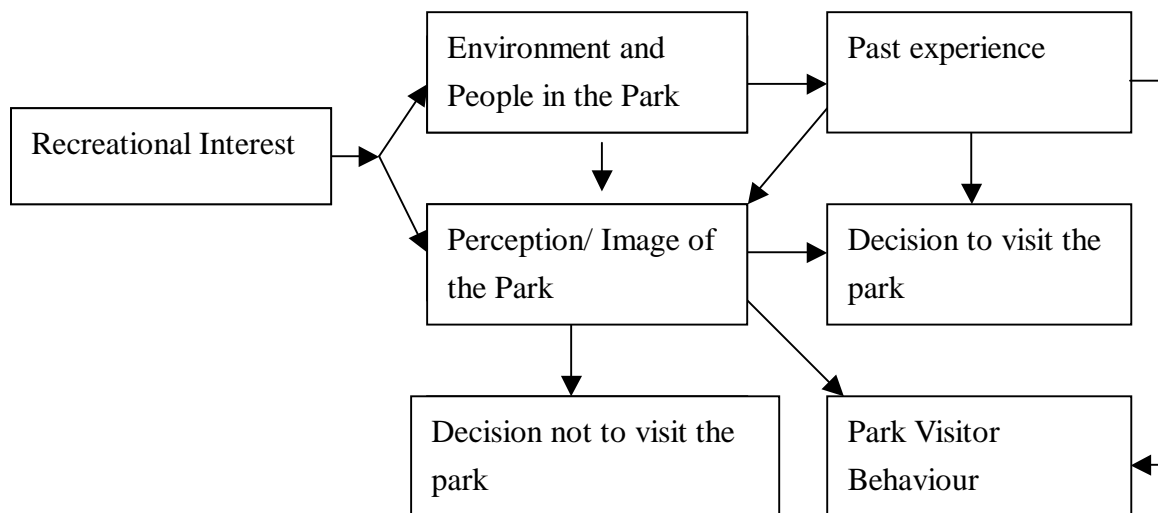 Environment and
People in the Park
Past experience
Recreational Interest
Perception/ Image of
the Park
Decision to visit the
park
Decision not to visit the
park
Park Visitor
Behaviour